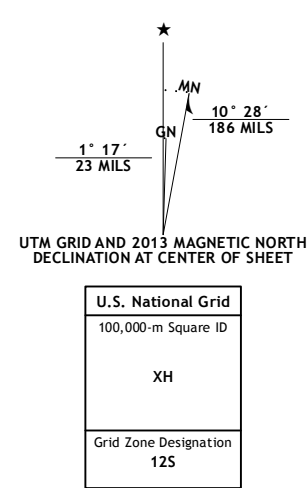 ★
MN
GN
10° 28´
186 MILS
1° 17´
23 MILS
UTM GRID AND 2013 MAGNETIC NORTH
DECLINATION AT CENTER OF SHEET
U.S. National Grid
100,000-m Square ID
XH
Grid Zone Designation
12S